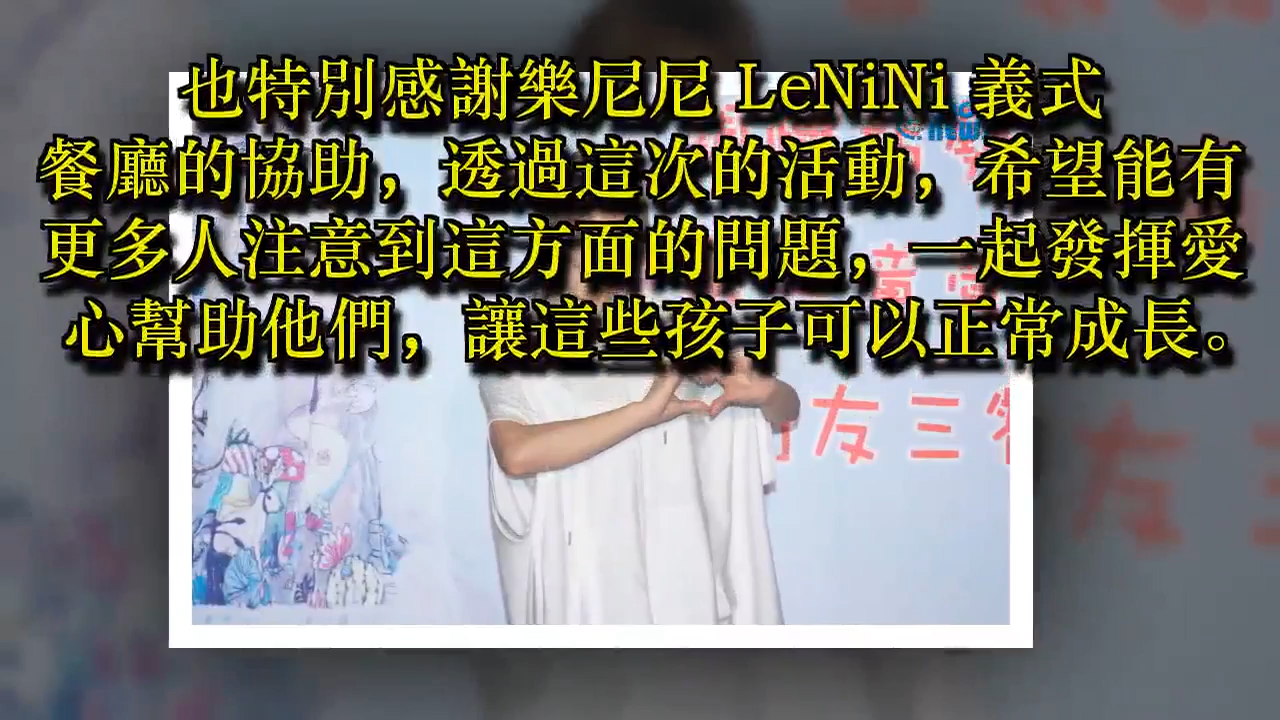 也特別感謝樂尼尼 LeNiNi 義式
餐廳的協助，透過這次的活動，希望能有
更多人注意到這方面的問題，一起發揮愛
心幫助他們，讓這些孩子可以正常成長。
友三